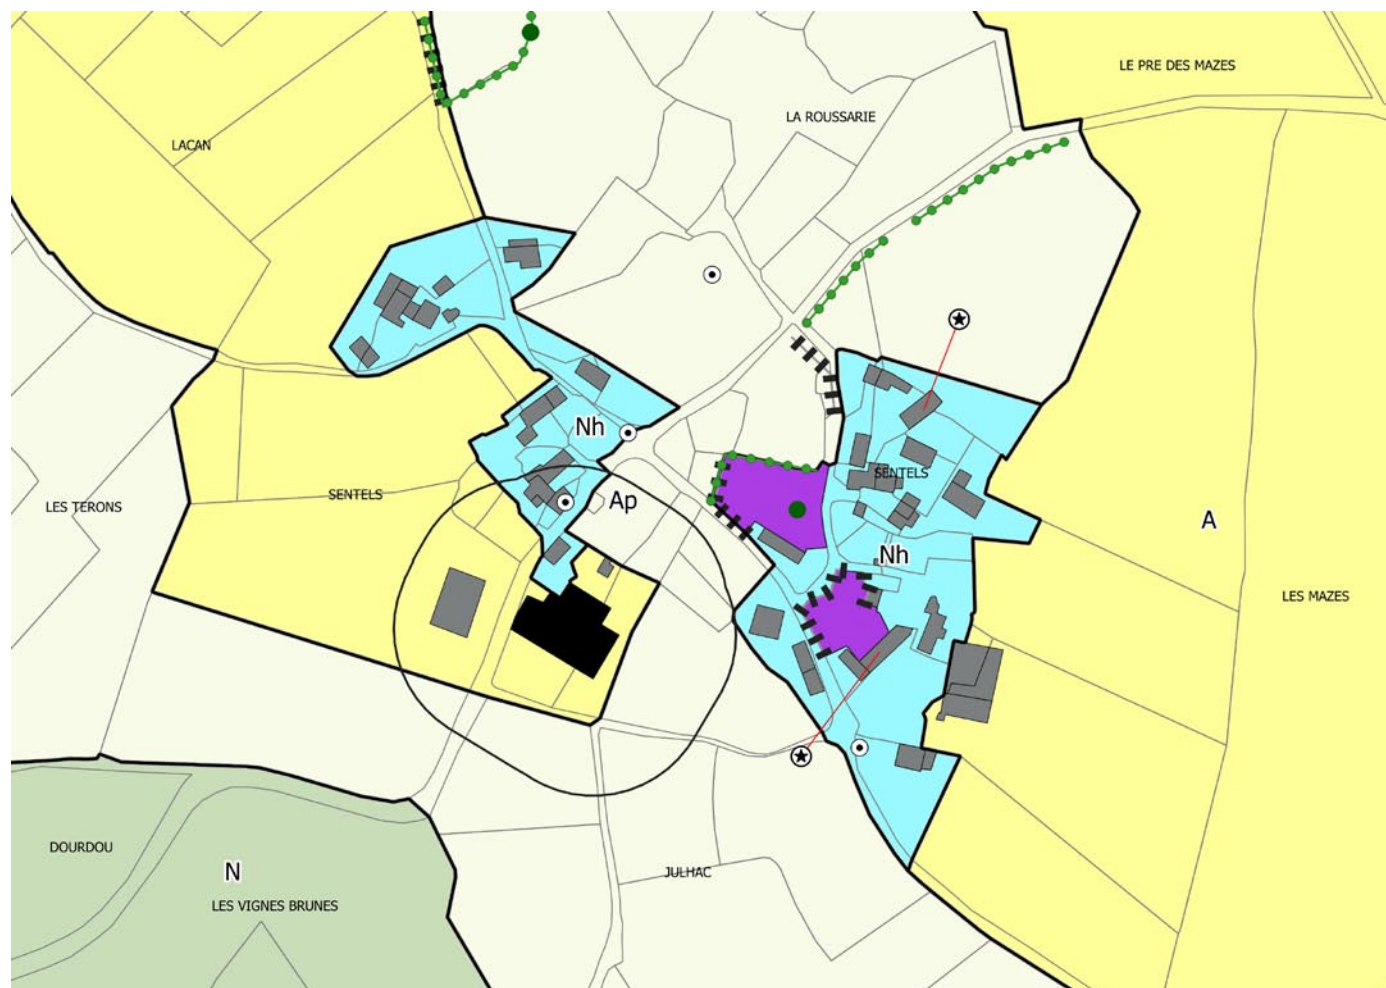 LE PRE DES MAZES
LA ROUSSARIE
LACAN
Nh
SENTELS
SENTELS
Ap
LES TERONS
A
Nh
LES MAZES
DOURDOU
N
JULHAC
LES VIGNES BRUNES